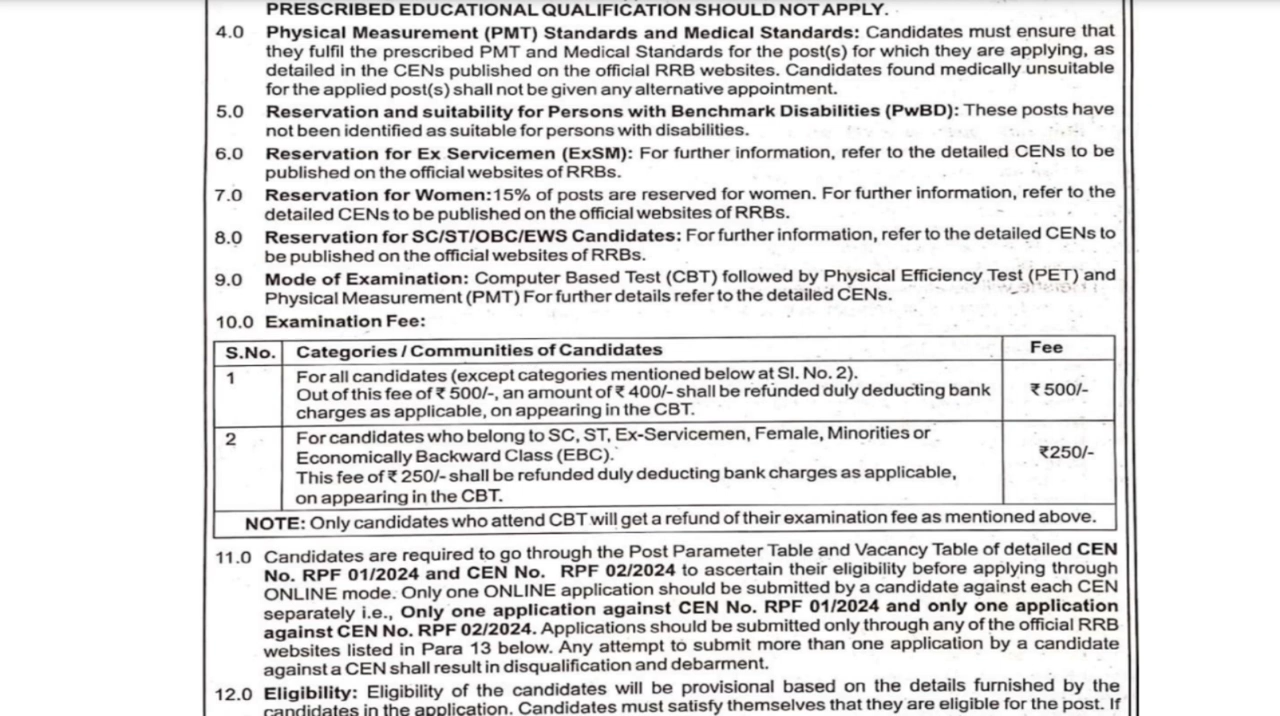 PRESCRIBED EDUCATIONAL QUALIFICATION SHOULD NOT APPLY.
4.0 Physical Measurement (PMT) Standards and Medical Standards: Candidates must ensure that
they fulfil the prescribed PMT and Medical Standards for the post(s) for which they are applying, as
detailed in the CENs published on the official RRB websites. Candidates found medically unsuitable
for the applied post(s) shall not be given any alternative appointment.
5.0 Reservation and suitability for Persons with Benchmark Disabilities (PwBD): These posts have
not been identified as suitable for persons with disabilities.
6.0 Reservation for Ex Servicemen (ExSM): For further information, refer to the detailed CENs to be
published on the official websites of RRBs.
7.0 Reservation for Women:15% of posts are reserved for women. For further information, refer to the
detailed CENs to be published on the official websites of RRBs.
8.0 Reservation for SC/ST/OBC/EWS Candidates: For further information, refer to the detailed CENs to
be published on the official websites of RRBs.
9.0 Mode of Examination: Computer Based Test (CBT) followed by Physical Efficiency Test (PET) and
Physical Measurement (PMT) For further details refer to the detailed CENs.
10.0 Examination Fee:
S.No. Categories / Communities of Candidates Fee
1 For all candidates (except categories mentioned below at Sl. No. 2).
Out of this fee of ₹ 500/-, an amount of ₹ 400/- shall be refunded duly deducting bank ₹ 500/-
charges as applicable, on appearing in the CBT.
2 For candidates who belong to SC, ST, Ex-Servicemen, Female, Minorities or
Economically Backward Class (EBC). ₹250/-
This fee of ₹ 250/- shall be refunded duly deducting bank charges as applicable,
on appearing in the CBT.
NOTE: Only candidates who attend CBT will get a refund of their examination fee as mentioned above.
11.0 Candidates are required to go through the Post Parameter Table and Vacancy Table of detailed CEN
No. RPF 01/2024 and CEN No. RPF 02/2024 to ascertain their eligibility before applying through
ONLINE mode. Only one ONLINE application should be submitted by a candidate against each CEN
separately i.e., Only one application against CEN No. RPF 01/2024 and only one application
against CEN No. RPF 02/2024. Applications should be submitted only through any of the official RRB
websites listed in Para 13 below. Any attempt to submit more than one application by a candidate
against a CEN shall result in disqualification and debarment.
12.0 Eligibility: Eligibility of the candidates will be provisional based on the details furnished by the
candidates in the application. Candidates must satisfy themselves that they are eligible for the post. If